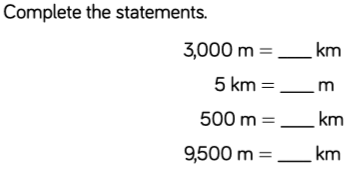 Complete the statements.
3,000 m = ___ km
5 km = ___ m
500 m = ___ km
9,500 m = ___ km